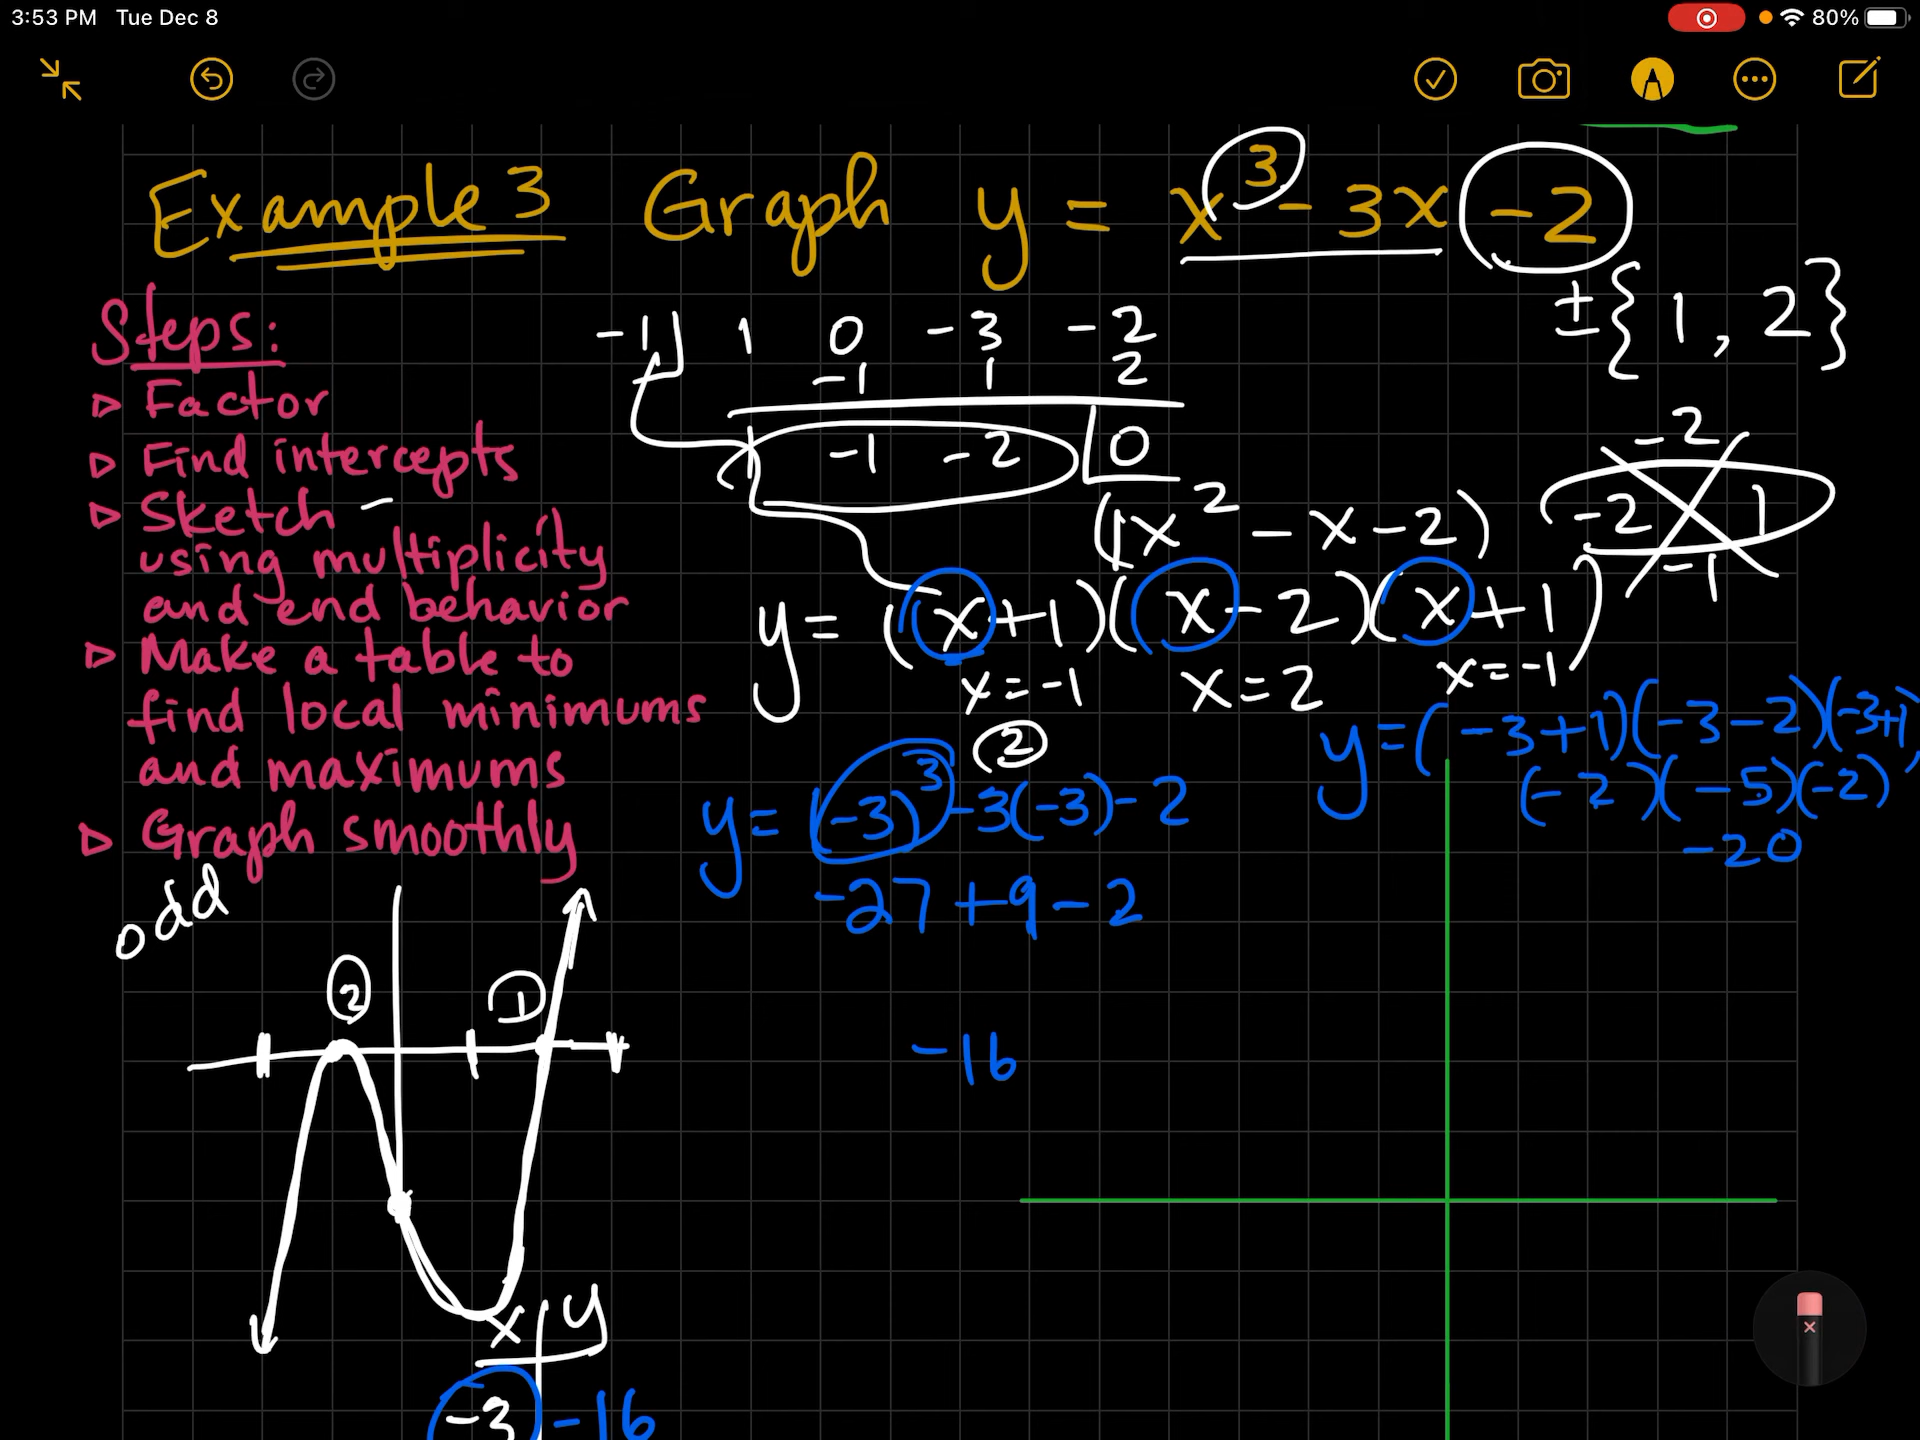 3:53 PM Tue Dec 8
80%
Example 3 Graph y = x³ - 3x - 2
± { 1, 2 }
Steps:
▷ Factor
▷ Find intercepts
▷ Sketch -
using multiplicity
and end behavior
▷ Make a table to
find local minimums
and maximums
▷ Graph smoothly
-1 1 0 -3 -2
-1 1 2
1 -1 -2 0
-2
-2 1
-1
(1x² - x - 2)
y = (x+1)(x-2)(x+1)
x = -1 x = 2 x = -1
2
y = (-3+1)(-3-2)(-3+1)
(-2)(-5)(-2)
-20
y = (-3)³ - 3(-3) - 2
-27 + 9 - 2
-16
odd
2 1
x y
-3 -16